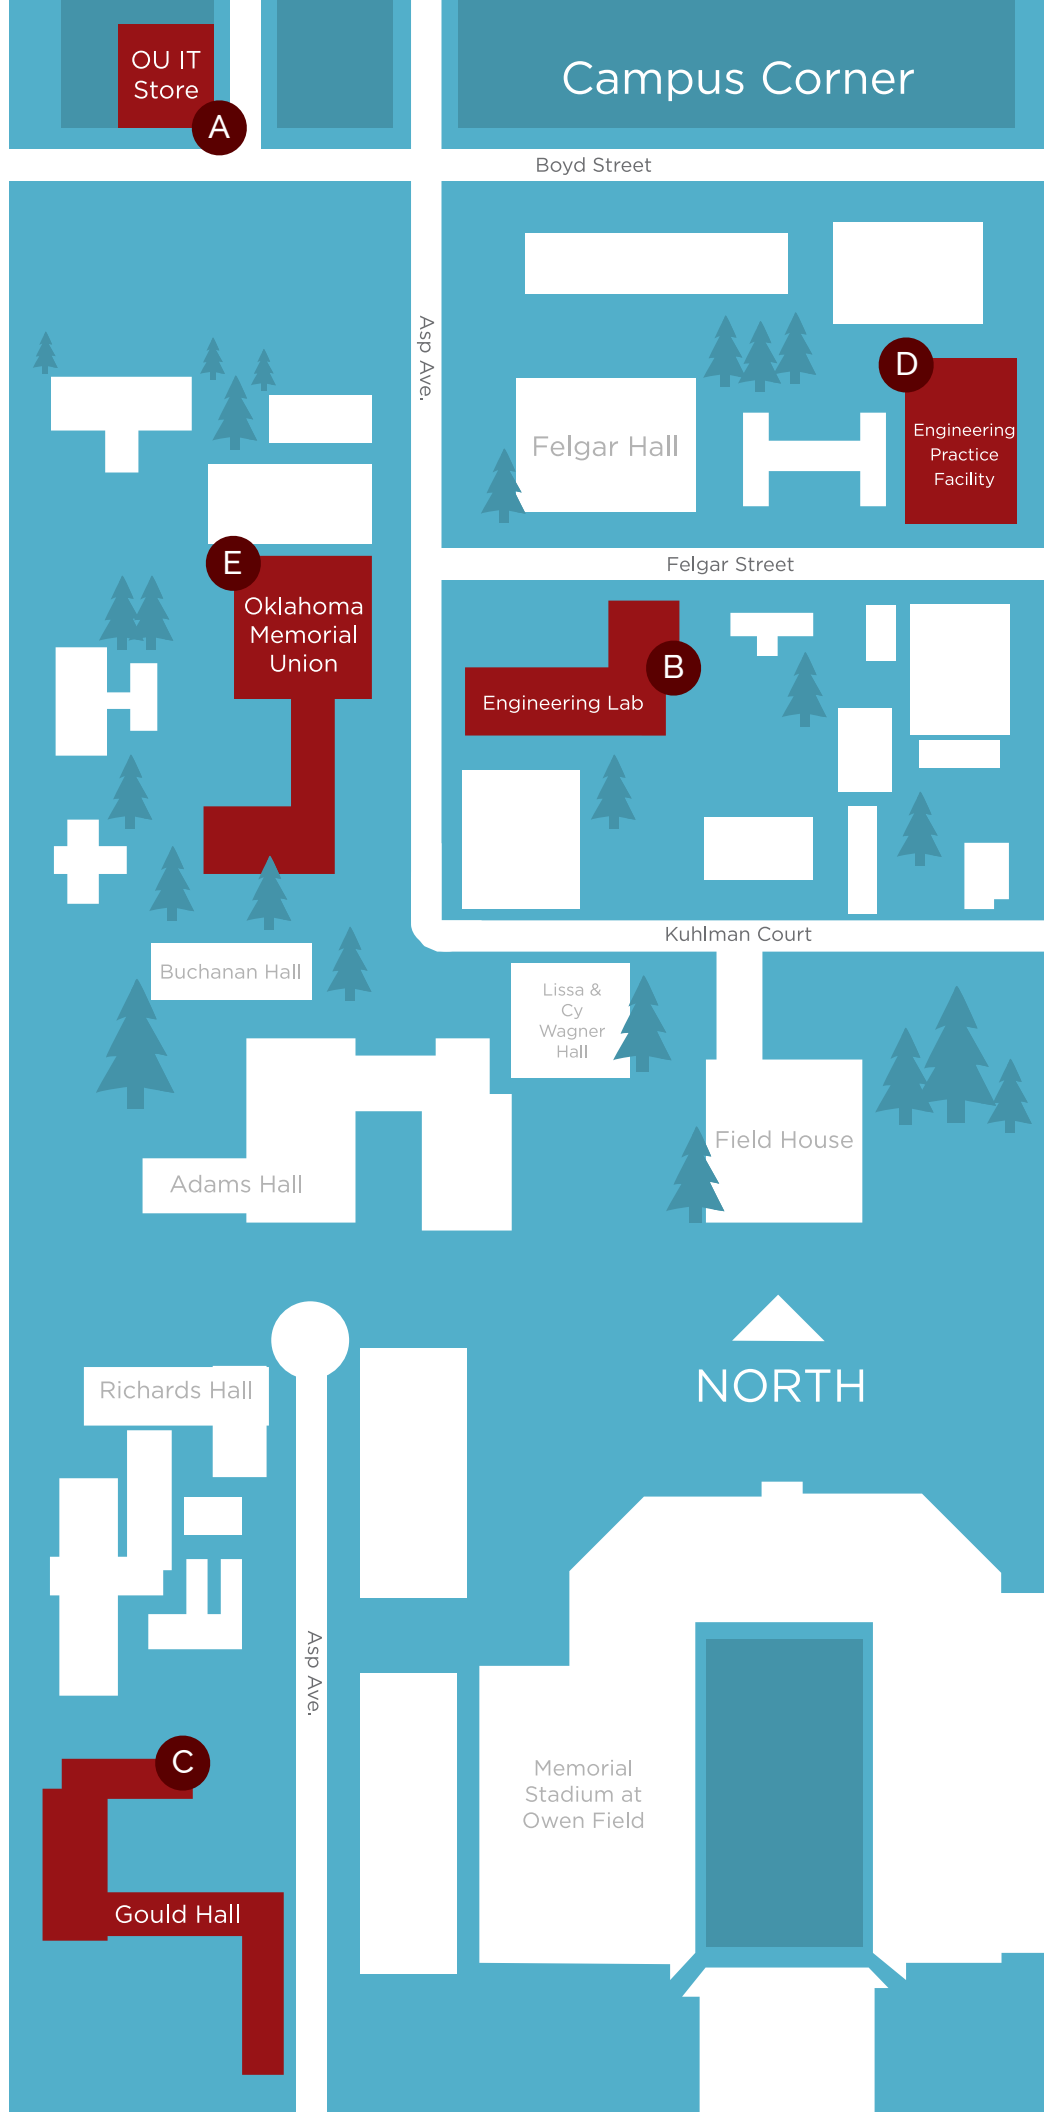 OU IT
Store
A
Campus Corner
Boyd Street
Asp Ave.
D
Engineering
Practice
Facility
Felgar Hall
Felgar Street
E
Oklahoma
Memorial
Union
B
Engineering Lab
Kuhlman Court
Buchanan Hall
Lissa &
Cy
Wagner
Hall
Field House
Adams Hall
NORTH
Richards Hall
Asp Ave.
C
Memorial
Stadium at
Owen Field
Gould Hall